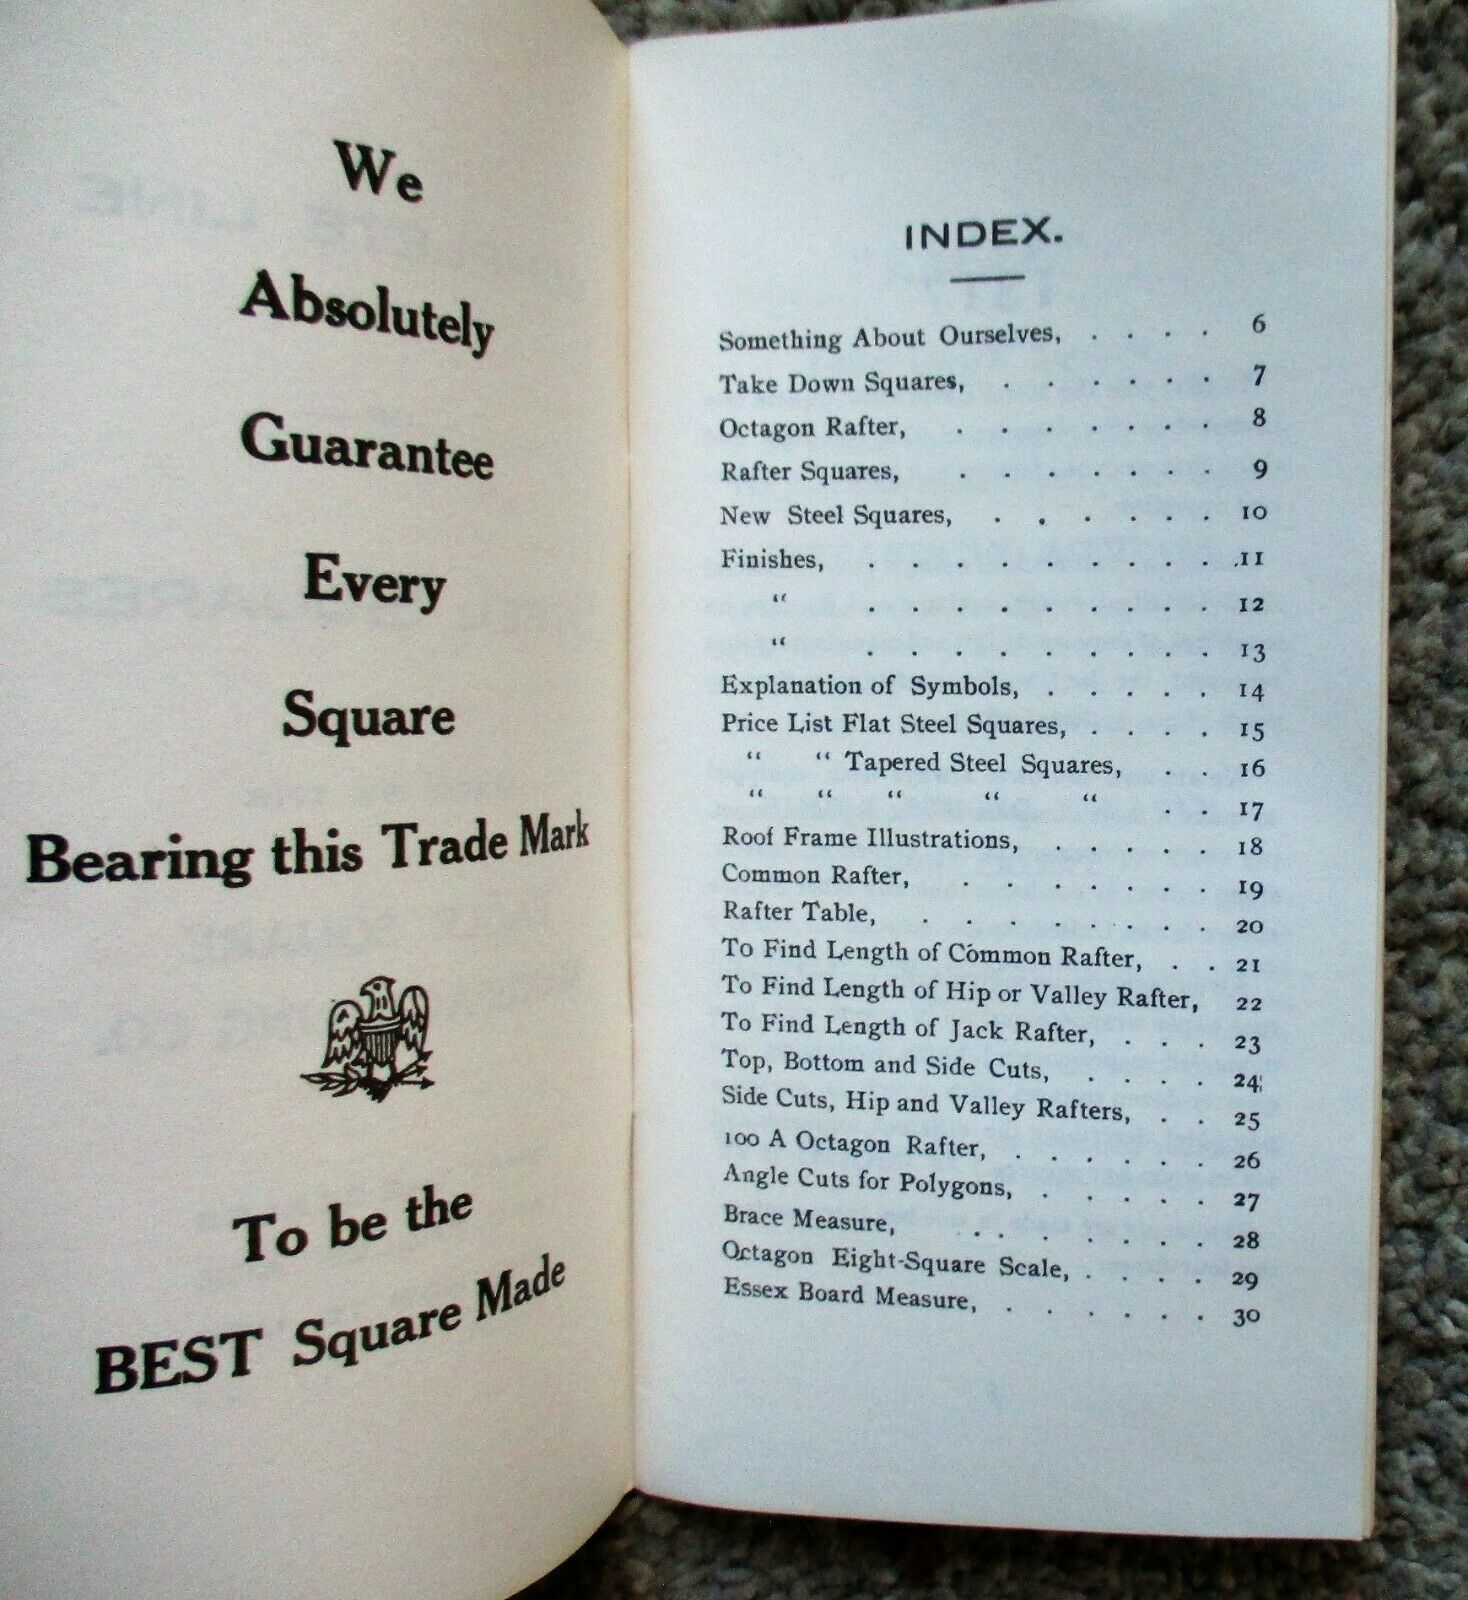 We
Absolutely
Guarantee
Every
Square
Bearing this Trade Mark
To be the
BEST Square Made
INDEX.
Something About Ourselves, . . . . 6
Take Down Squares, . . . . . . 7
Octagon Rafter, . . . . . . . 8
Rafter Squares, . . . . . . . 9
New Steel Squares, . . . . . . 10
Finishes, . . . . . . . . . 11
“ . . . . . . . . 12
“ . . . . . . . . 13
Explanation of Symbols, . . . . . 14
Price List Flat Steel Squares, . . . . 15
“ “ Tapered Steel Squares, . . 16
“ “ “ “ “ . . 17
Roof Frame Illustrations, . . . . . 18
Common Rafter, . . . . . . . 19
Rafter Table, . . . . . . . . 20
To Find Length of Common Rafter, . . 21
To Find Length of Hip or Valley Rafter, 22
To Find Length of Jack Rafter, . . . 23
Top, Bottom and Side Cuts, . . . . 24
Side Cuts, Hip and Valley Rafters, . . 25
100 A Octagon Rafter, . . . . . . 26
Angle Cuts for Polygons, . . . . . 27
Brace Measure, . . . . . . . 28
Octagon Eight-Square Scale, . . . . 29
Essex Board Measure, . . . . . . 30